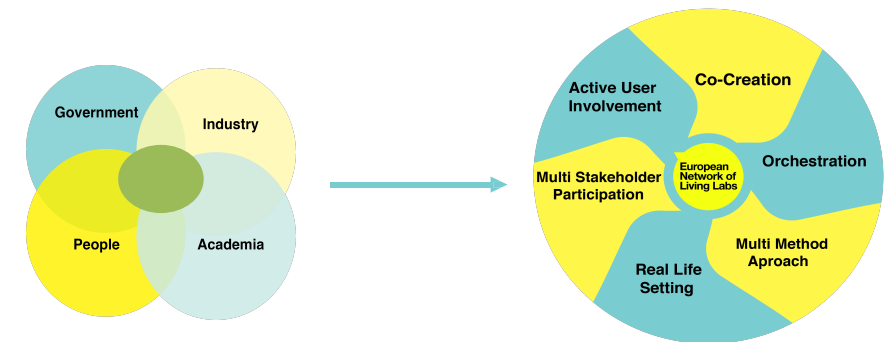 Government
Industry
People
Academia
Active User
Involvement
Co-Creation
Orchestration
Multi Stakeholder
Participation
European
Network of
Living Labs
Multi Method
Aproach
Real Life
Setting